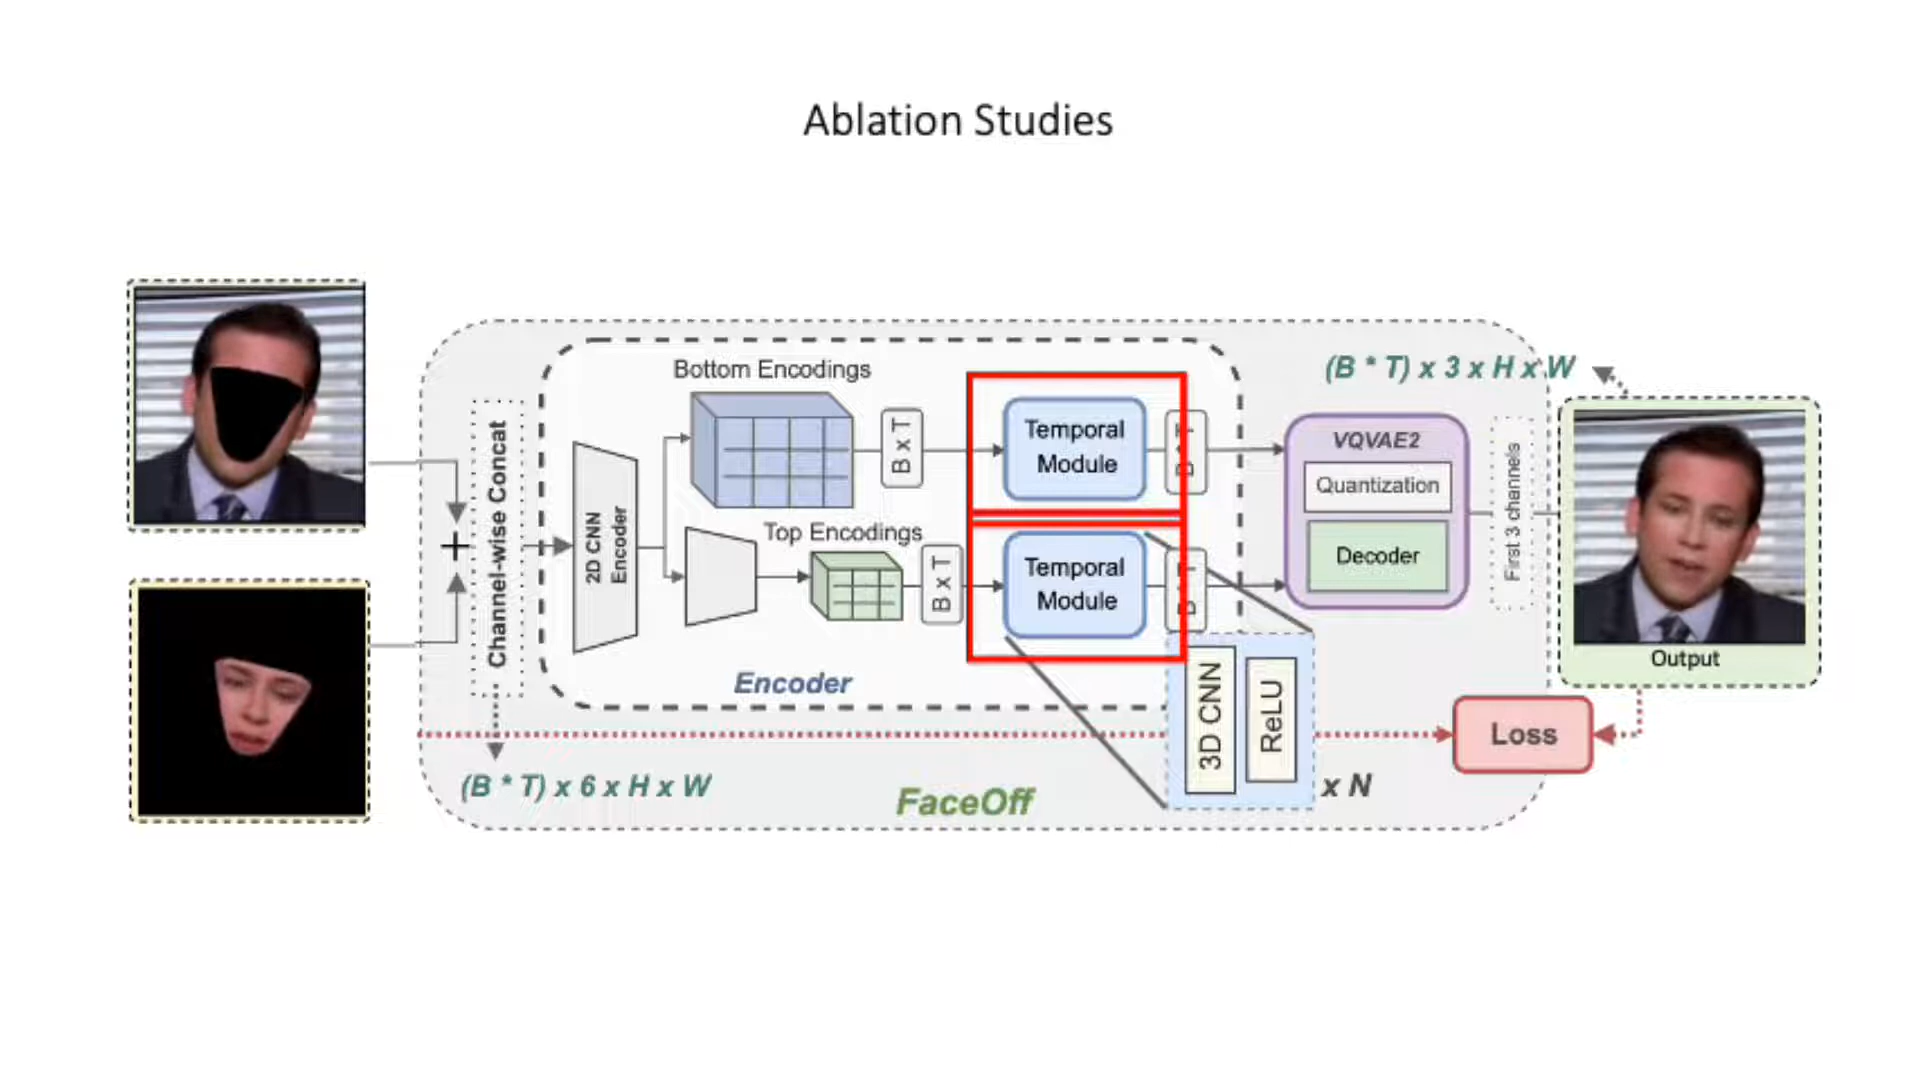 Ablation Studies
Channel-wise Concat
(B * T) x 6 x H x W
2D CNN
Encoder
Bottom Encodings
B x T
Top Encodings
B x T
Temporal
Module
Temporal
Module
Encoder
3D CNN
ReLU
x N
FaceOff
VQVAE2
Quantization
Decoder
First 3 channels
(B * T) x 3 x H x W
Output
Loss